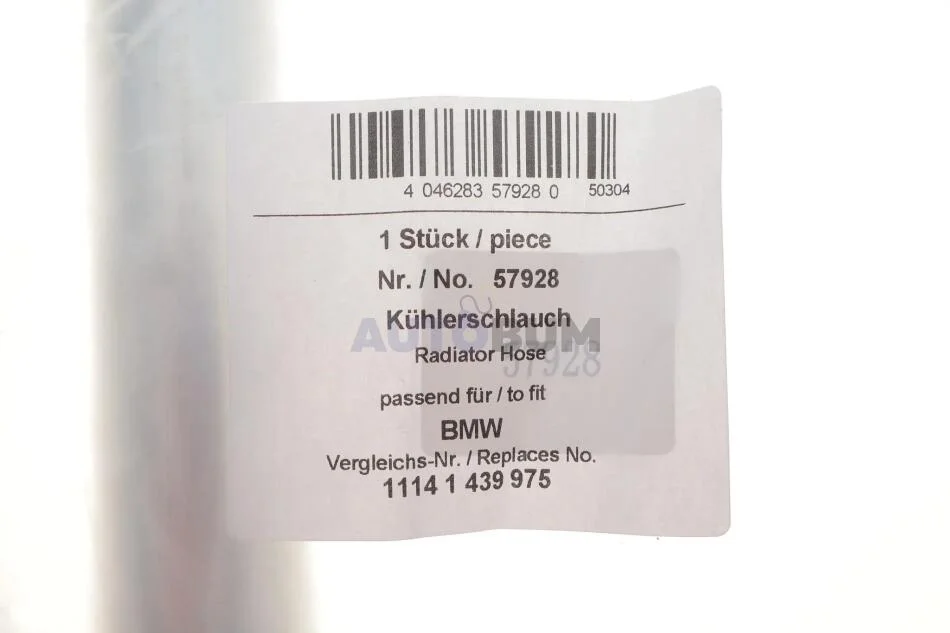 4 046283 57928 0 50304
1 Stück / piece
Nr. / No. 57928
Kühlerschlauch
AUTOBUM
Radiator Hose
57928
passend für / to fit
BMW
Vergleichs-Nr. / Replaces No.
1114 1 439 975